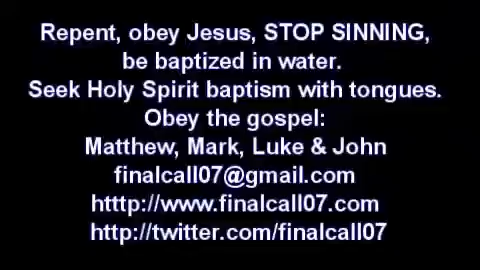 Repent, obey Jesus, STOP SINNING,
be baptized in water.
Seek Holy Spirit baptism with tongues.
Obey the gospel:
Matthew, Mark, Luke & John
finalcall07@gmail.com
htttp://www.finalcall07.com
http://twitter.com/finalcall07